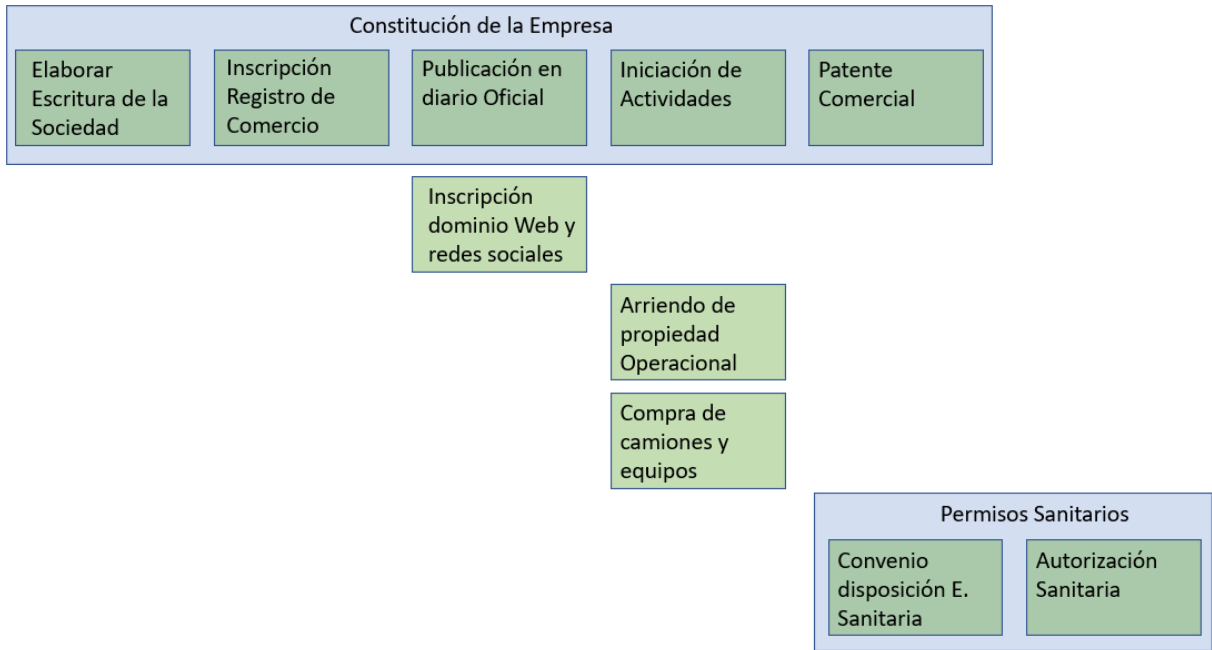 Constitución de la Empresa
Elaborar
Escritura de la
Sociedad
Inscripción
Registro de
Comercio
Publicación en
diario Oficial
Iniciación de
Actividades
Patente
Comercial
Inscripción
dominio Web y
redes sociales
Arriendo de
propiedad
Operacional
Compra de
camiones y
equipos
Permisos Sanitarios
Convenio
disposición E.
Sanitaria
Autorización
Sanitaria